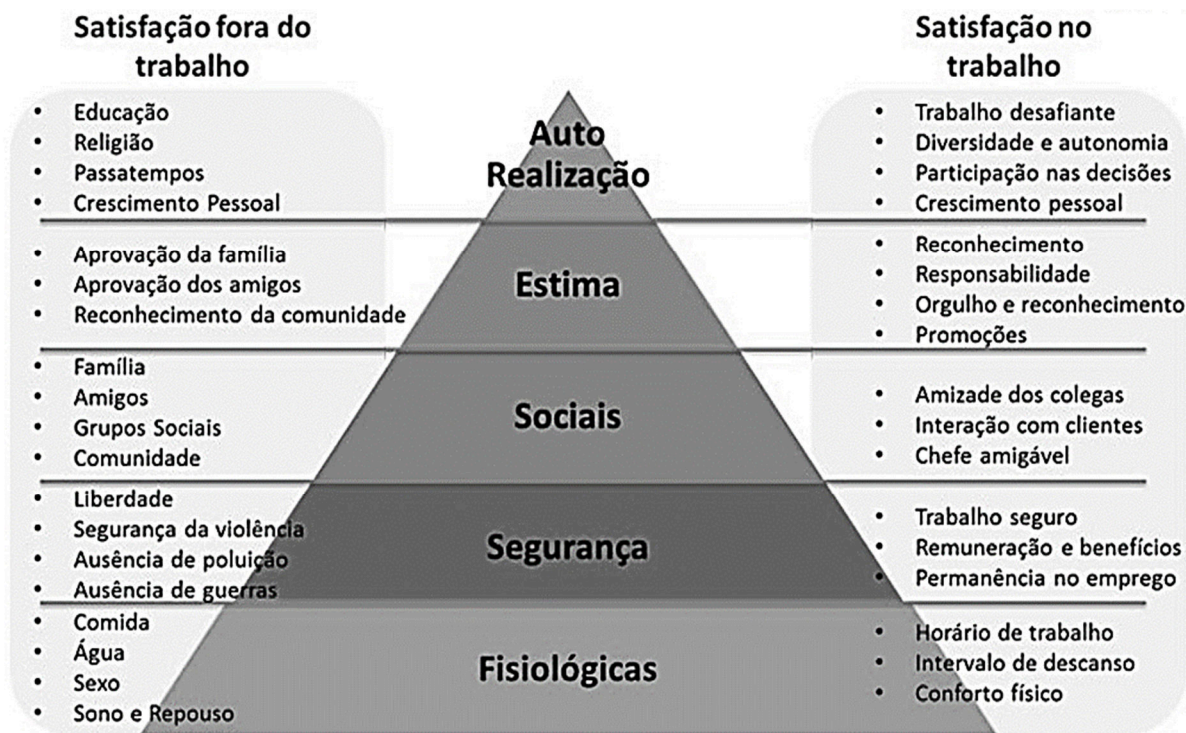 Satisfação fora do
trabalho
• Educação
• Religião
• Passatempos
• Crescimento Pessoal
• Aprovação da família
• Aprovação dos amigos
• Reconhecimento da comunidade
• Família
• Amigos
• Grupos Sociais
• Comunidade
• Liberdade
• Segurança da violência
• Ausência de poluição
• Ausência de guerras
• Comida
• Água
• Sexo
• Sono e Repouso
Auto
Realização
Estima
Sociais
Segurança
Fisiológicas
Satisfação no
trabalho
• Trabalho desafiante
• Diversidade e autonomia
• Participação nas decisões
• Crescimento pessoal
• Reconhecimento
• Responsabilidade
• Orgulho e reconhecimento
• Promoções
• Amizade dos colegas
• Interação com clientes
• Chefe amigável
• Trabalho seguro
• Remuneração e benefícios
• Permanência no emprego
• Horário de trabalho
• Intervalo de descanso
• Conforto físico